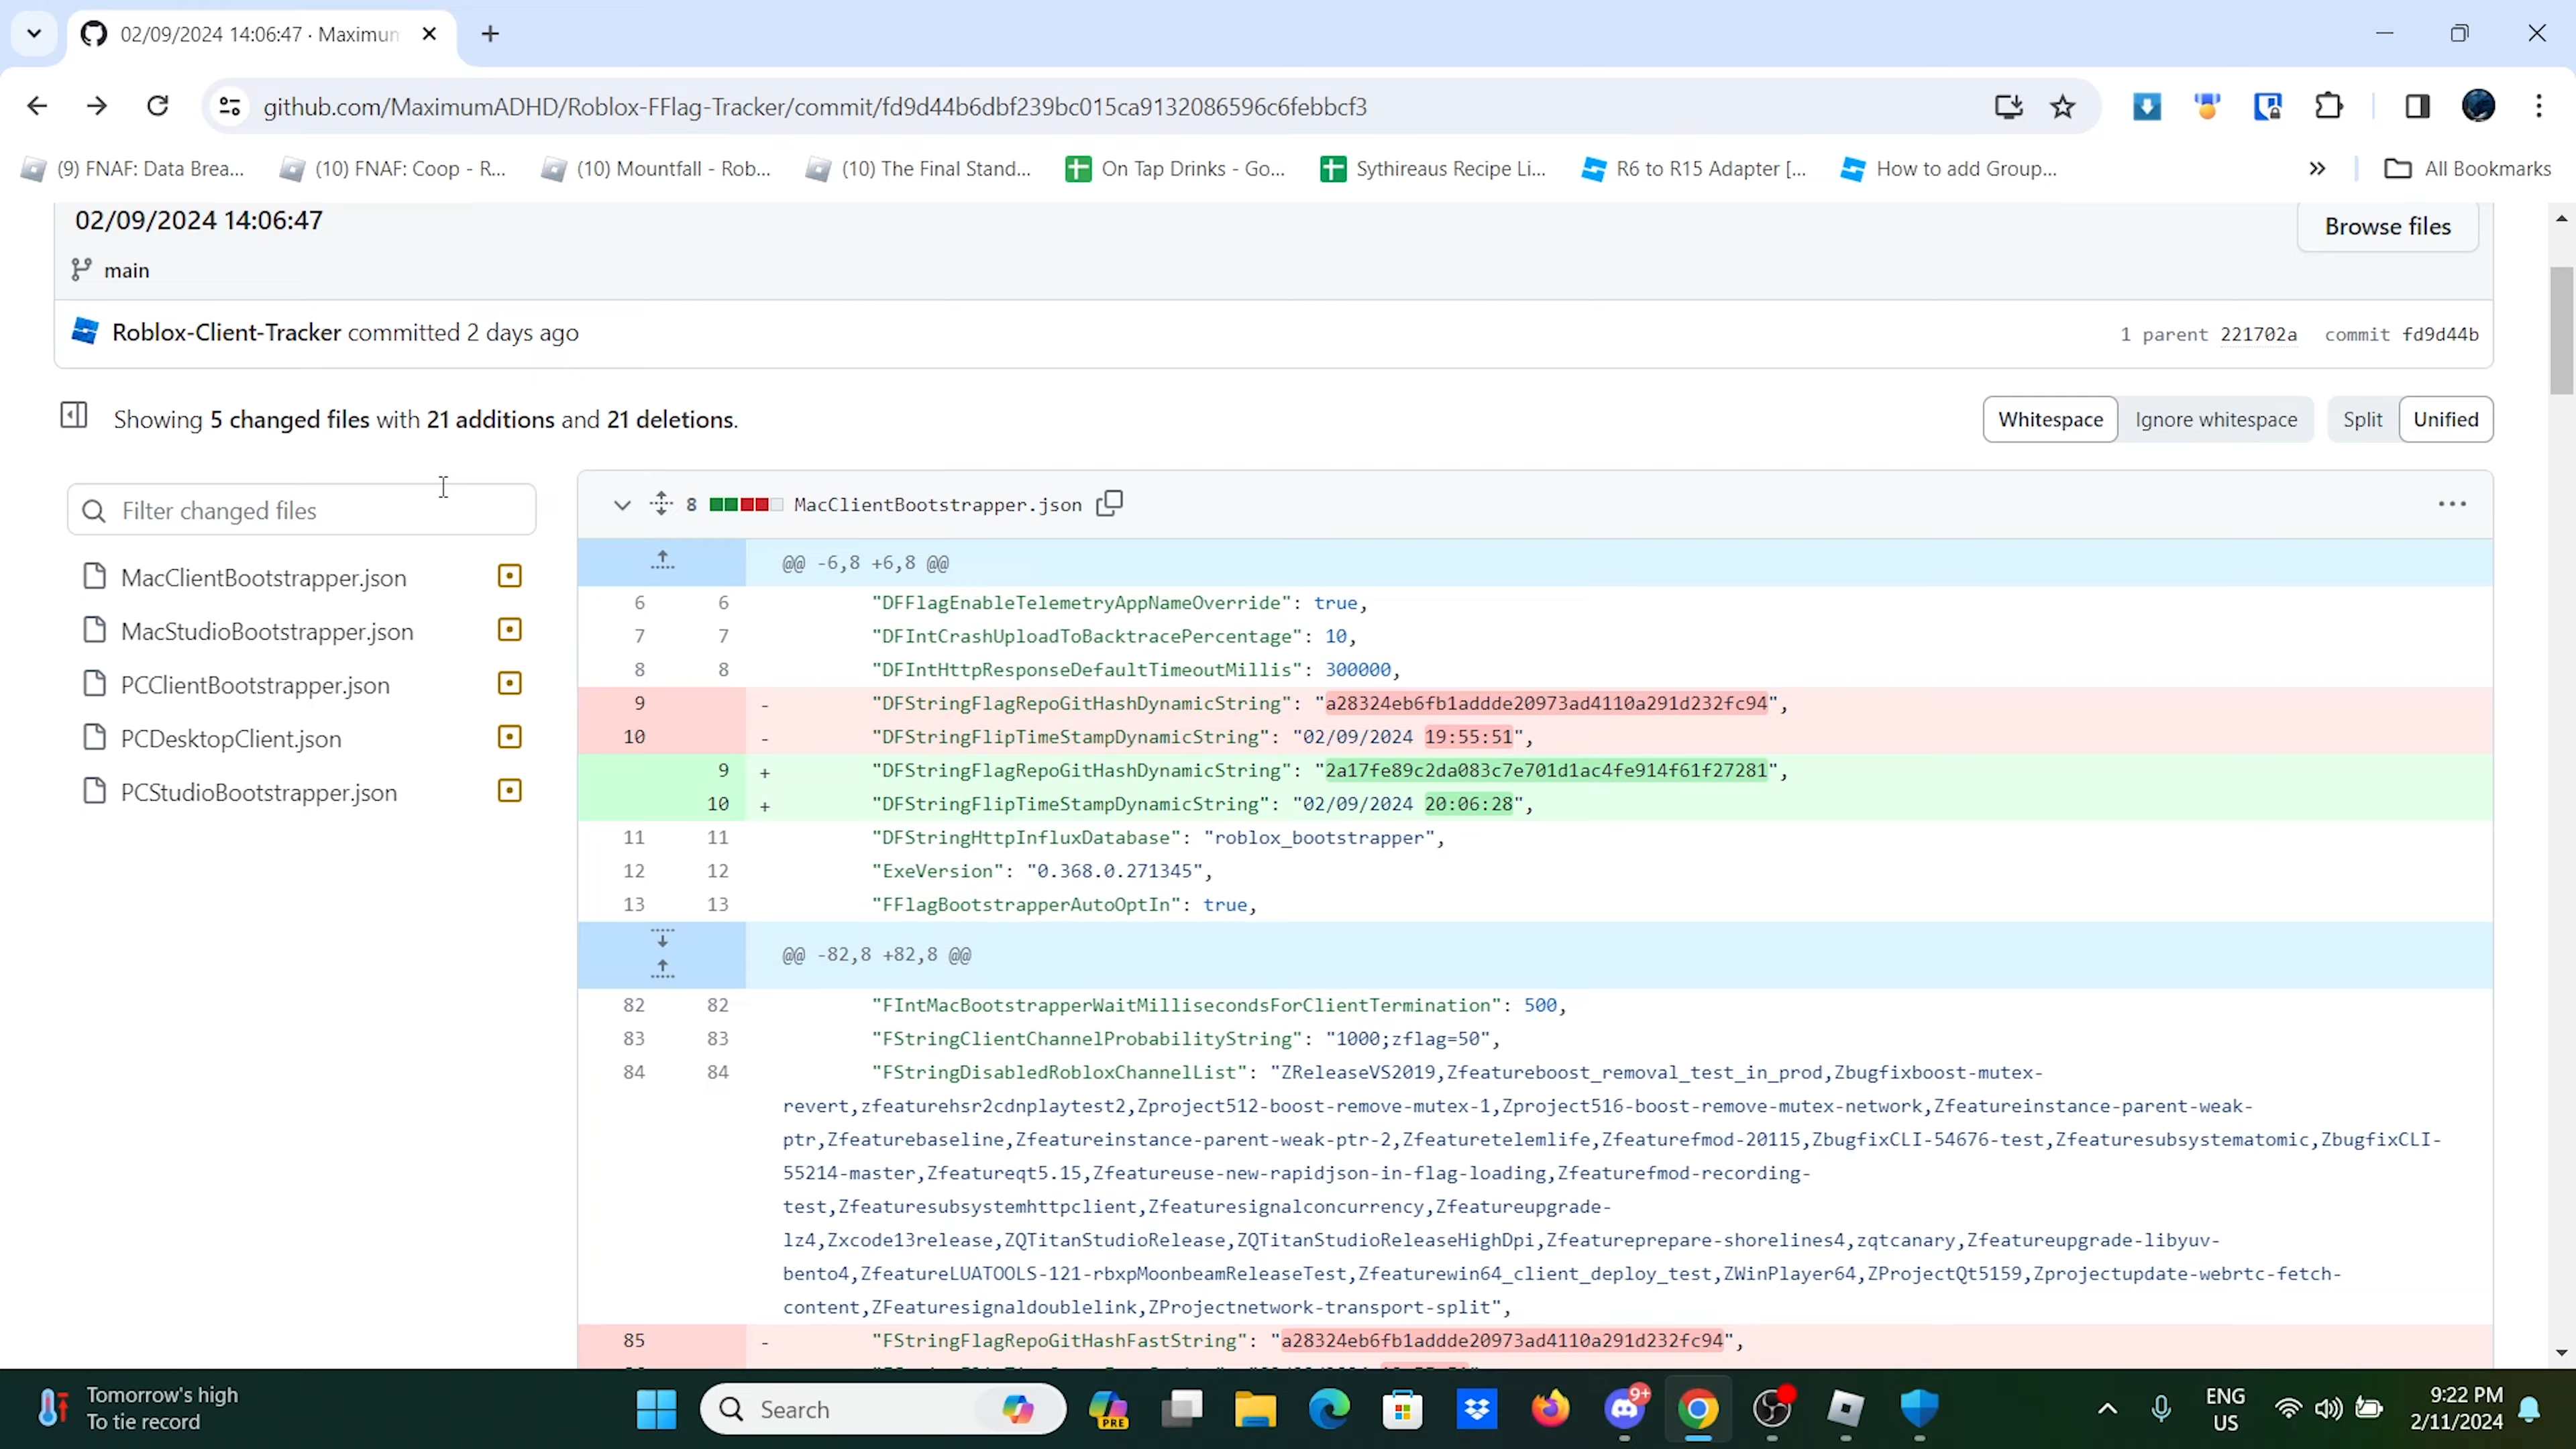 02/09/2024 14:06:47 · Maximum
github.com/MaximumADHD/Roblox-FFlag-Tracker/commit/fd9d44b6dbf239bc015ca9132086596c6febbcf3
(9) FNAF: Data Brea...
(10) FNAF: Coop - R...
(10) Mountfall - Rob...
(10) The Final Stand...
On Tap Drinks - Go...
Sythireaus Recipe Li...
R6 to R15 Adapter [...
How to add Group...
All Bookmarks
02/09/2024 14:06:47
Browse files
main
Roblox-Client-Tracker committed 2 days ago
1 parent 221702a commit fd9d44b
Showing 5 changed files with 21 additions and 21 deletions.
Whitespace Ignore whitespace Split Unified
Filter changed files
MacClientBootstrapper.json
MacStudioBootstrapper.json
PCClientBootstrapper.json
PCDesktopClient.json
PCStudioBootstrapper.json
8 MacClientBootstrapper.json
@@ -6,8 +6,8 @@
6 6 "DFFlagEnableTelemetryAppNameOverride": true,
7 7 "DFIntCrashUploadToBacktracePercentage": 10,
8 8 "DFIntHttpResponseDefaultTimeoutMillis": 300000,
9 - "DFStringFlagRepoGitHashDynamicString": "a28324eb6fb1addde20973ad4110a291d232fc94",
10 - "DFStringFlipTimeStampDynamicString": "02/09/2024 19:55:51",
9 + "DFStringFlagRepoGitHashDynamicString": "2a17fe89c2da083c7e701d1ac4fe914f61f27281",
10 + "DFStringFlipTimeStampDynamicString": "02/09/2024 20:06:28",
11 11 "DFStringHttpInfluxDatabase": "roblox_bootstrapper",
12 12 "ExeVersion": "0.368.0.271345",
13 13 "FFlagBootstrapperAutoOptIn": true,
@@ -82,8 +82,8 @@
82 82 "FIntMacBootstrapperWaitMillisecondsForClientTermination": 500,
83 83 "FStringClientChannelProbabilityString": "1000;zflag=50",
84 84 "FStringDisabledRobloxChannelList": "ZReleaseVS2019,Zfeatureboost_removal_test_in_prod,Zbugfixboost-mutex-
revert,zfeaturehsr2cdnplaytest2,Zproject512-boost-remove-mutex-1,Zproject516-boost-remove-mutex-network,Zfeatureinstance-parent-weak-
ptr,Zfeaturebaseline,Zfeatureinstance-parent-weak-ptr-2,Zfeaturetelemlife,Zfeaturefmod-20115,ZbugfixCLI-54676-test,Zfeaturesubsystematomic,ZbugfixCLI-
55214-master,Zfeatureqt5.15,Zfeatureuse-new-rapidjson-in-flag-loading,Zfeaturefmod-recording-
test,Zfeaturesubsystemhttpclient,Zfeaturesignalconcurrency,Zfeatureupgrade-
lz4,Zxcode13release,ZQTitanStudioRelease,ZQTitanStudioReleaseHighDpi,Zfeatureprepare-shorelines4,zqtcanary,Zfeatureupgrade-libyuv-
bento4,ZfeatureLUATOOLS-121-rbxpMoonbeamReleaseTest,Zfeaturewin64_client_deploy_test,ZWinPlayer64,ZProjectQt5159,Zprojectupdate-webrtc-fetch-
content,ZFeaturesignaldoublelink,ZProjectnetwork-transport-split",
85 - "FStringFlagRepoGitHashFastString": "a28324eb6fb1addde20973ad4110a291d232fc94",
Tomorrow's high
To tie record
Search
PRE
9+
ENG
US
9:22 PM
2/11/2024